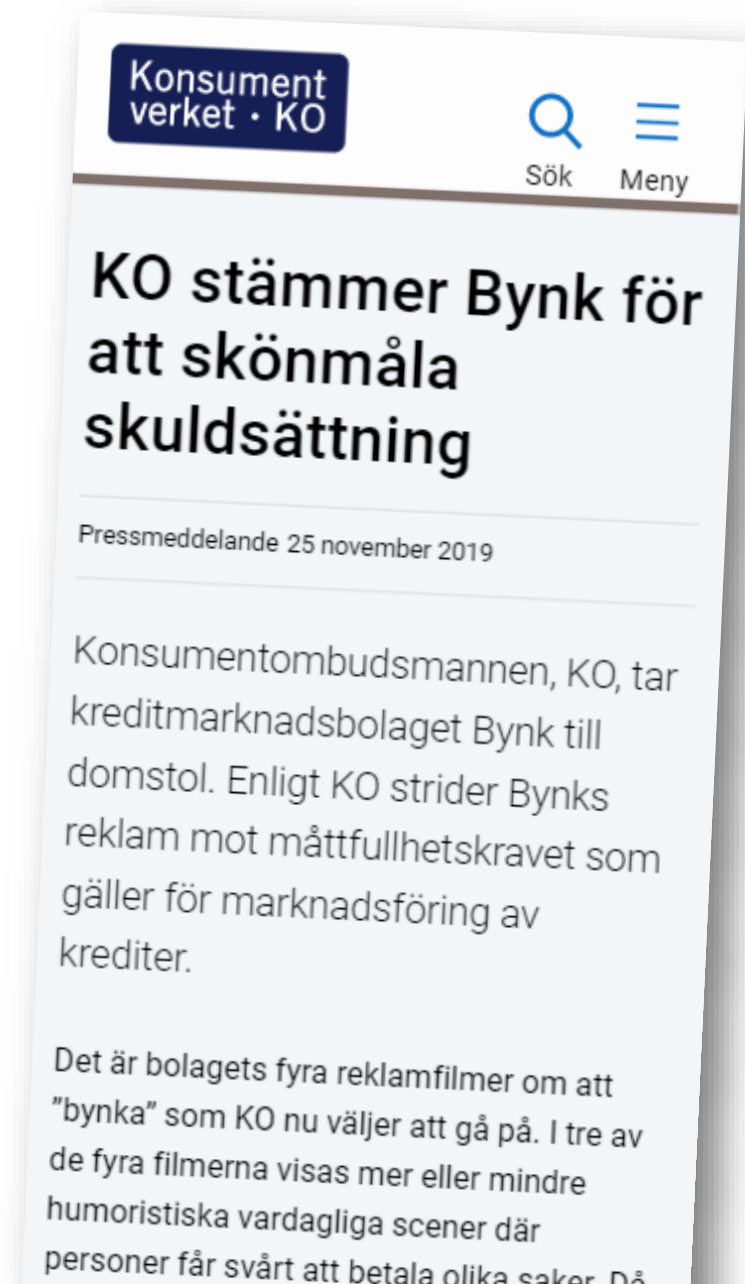 Konsument
verket · KO
Sök
Meny
KO stämmer Bynk för
att skönmåla
skuldsättning
Pressmeddelande 25 november 2019
Konsumentombudsmannen, KO, tar
kreditmarknadsbolaget Bynk till
domstol. Enligt KO strider Bynks
reklam mot måttfullhetskravet som
gäller för marknadsföring av
krediter.
Det är bolagets fyra reklamfilmer om att
”bynka” som KO nu väljer att gå på. I tre av
de fyra filmerna visas mer eller mindre
humoristiska vardagliga scener där
personer får svårt att betala olika saker. Då